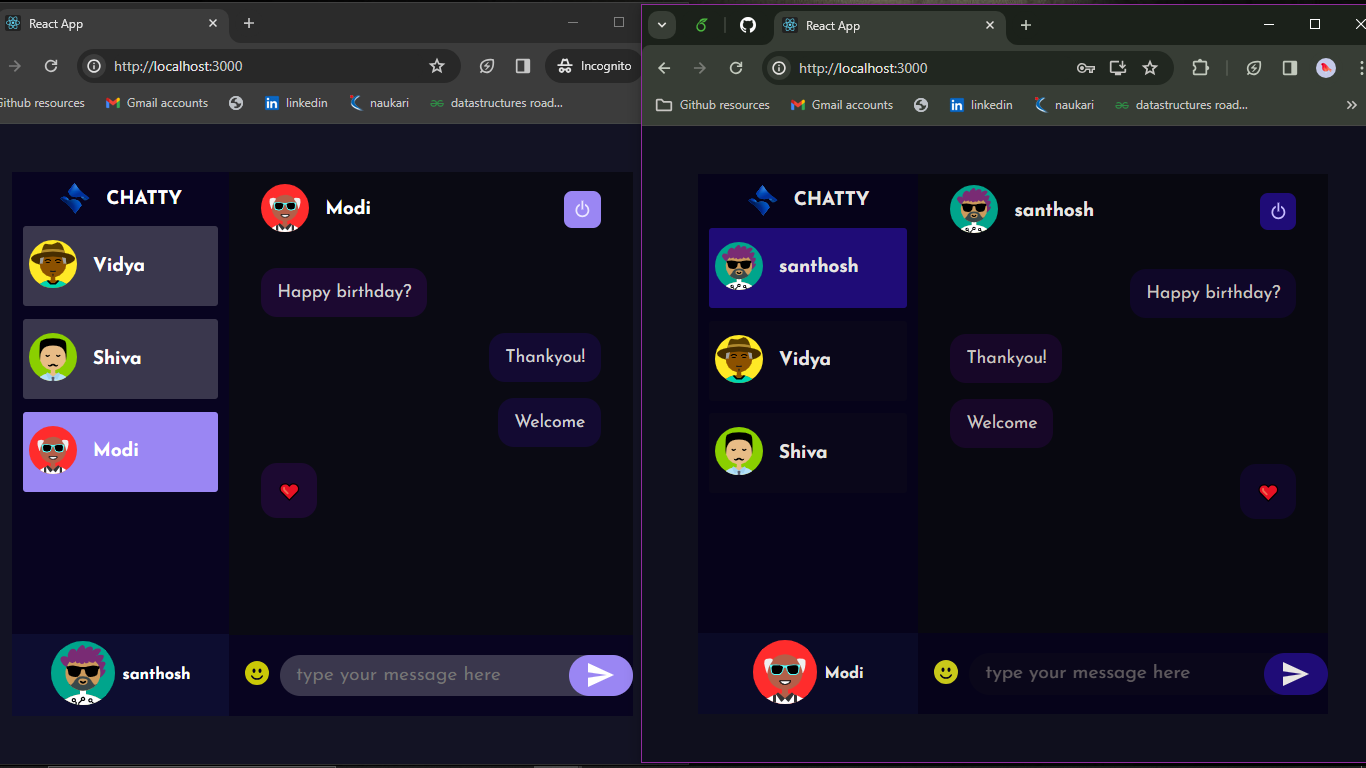 React App
http://localhost:3000
Incognito
Github resources
Gmail accounts
linkedin
naukari
datastructures road...
CHATTY
Vidya
Shiva
Modi
santhosh
Modi
Happy birthday?
Thankyou!
Welcome
type your message here
React App
http://localhost:3000
Github resources
Gmail accounts
linkedin
naukari
datastructures road...
CHATTY
santhosh
Vidya
Shiva
Modi
santhosh
Happy birthday?
Thankyou!
Welcome
type your message here